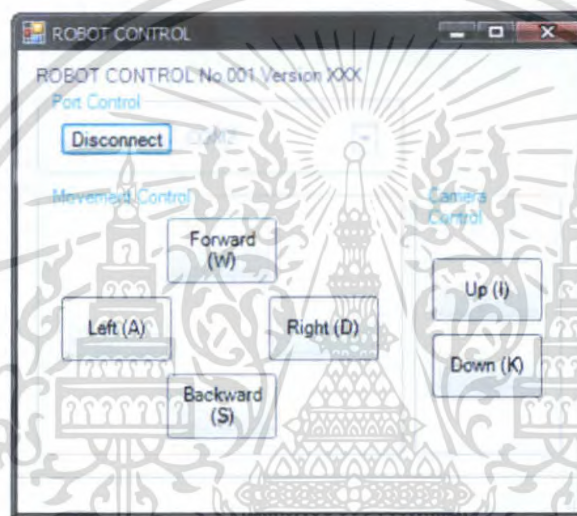 ROBOT CONTROL
ROBOT CONTROL No 001 Version XXX
Port Control
Disconnect COM2
Movement Control
Camera
Control
Forward
(W)
Up (I)
Left (A) Right (D)
Down (K)
Backward
(S)